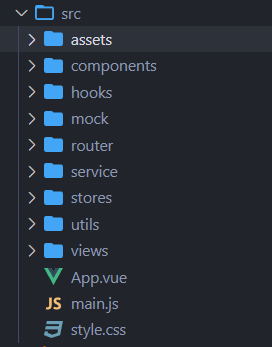 src
assets
components
hooks
mock
router
service
stores
utils
views
App.vue
JS main.js
style.css